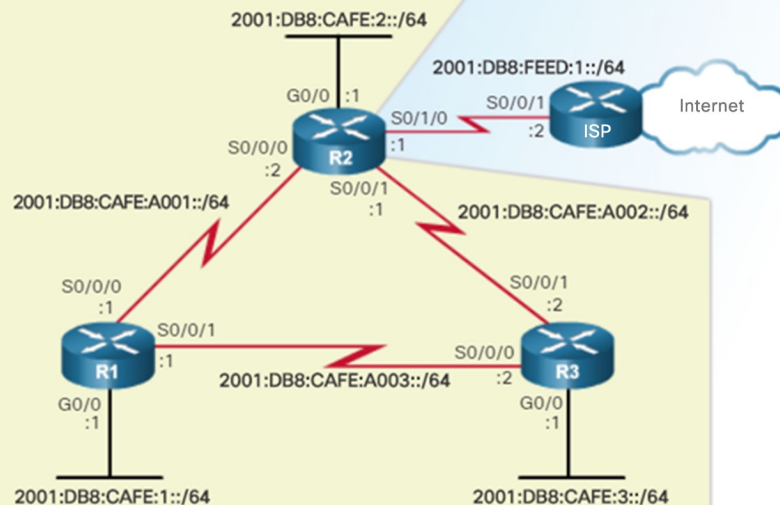 2001:DB8:CAFE:2::/64
2001:DB8:FEED:1::/64
G0/0 :1
S0/1/0
S0/0/1
Internet
ISP
:1
:2
R2
S0/0/0
:2
S0/0/1
:1
2001:DB8:CAFE:A001::/64
2001:DB8:CAFE:A002::/64
S0/0/0
:1
S0/0/1
:2
S0/0/1
:1
S0/0/0
:2
R1
R3
2001:DB8:CAFE:A003::/64
G0/0
:1
G0/0
:1
2001:DB8:CAFE:1::/64
2001:DB8:CAFE:3::/64